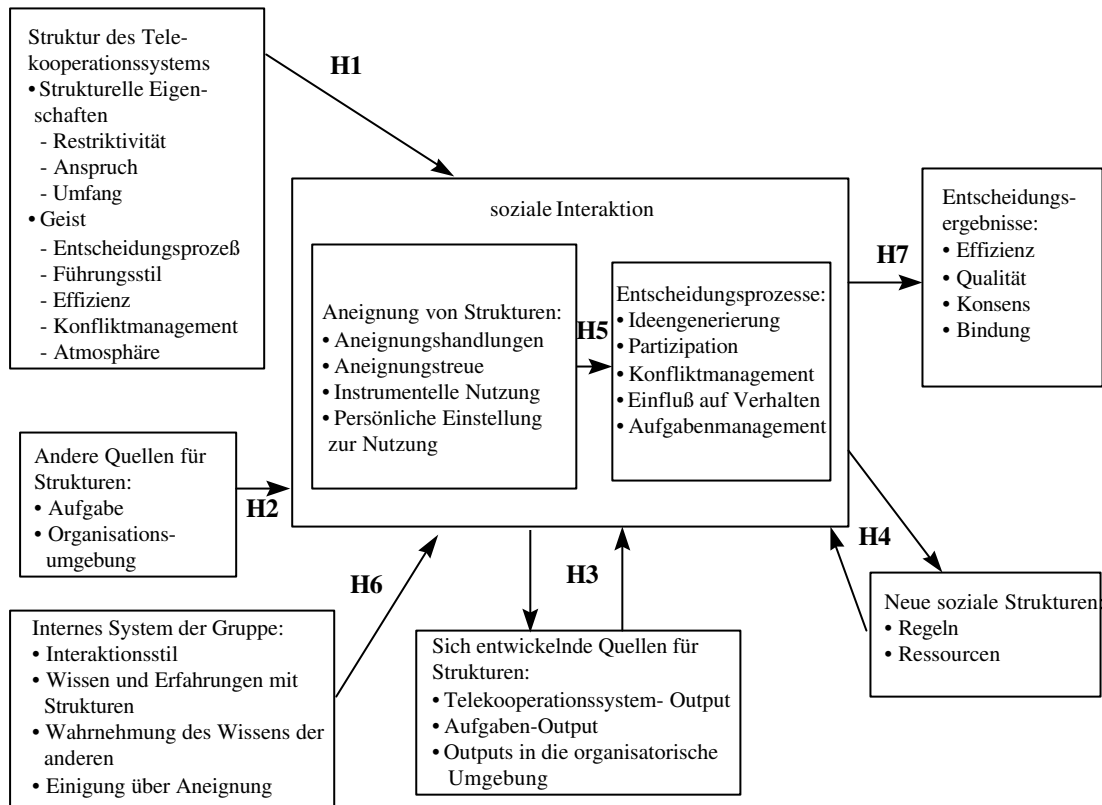 Struktur des Tele-
kooperationssystems
• Strukturelle Eigen-
schaften
- Restriktivität
- Anspruch
- Umfang
• Geist
- Entscheidungsprozeß
- Führungsstil
- Effizienz
- Konfliktmanagement
- Atmosphäre
H1
soziale Interaktion
Aneignung von Strukturen:
• Aneignungshandlungen
• Aneignungstreue
• Instrumentelle Nutzung
• Persönliche Einstellung
zur Nutzung
H5
Entscheidungsprozesse:
• Ideengenerierung
• Partizipation
• Konfliktmanagement
• Einfluß auf Verhalten
• Aufgabenmanagement
H7
Entscheidungs-
ergebnisse:
• Effizienz
• Qualität
• Konsens
• Bindung
Andere Quellen für
Strukturen:
• Aufgabe
• Organisations-
umgebung
H2
H6
H3
H4
Internes System der Gruppe:
• Interaktionsstil
• Wissen und Erfahrungen mit
Strukturen
• Wahrnehmung des Wissens der
anderen
• Einigung über Aneignung
Sich entwickelnde Quellen für
Strukturen:
• Telekooperationssystem- Output
• Aufgaben-Output
• Outputs in die organisatorische
Umgebung
Neue soziale Strukturen:
• Regeln
• Ressourcen